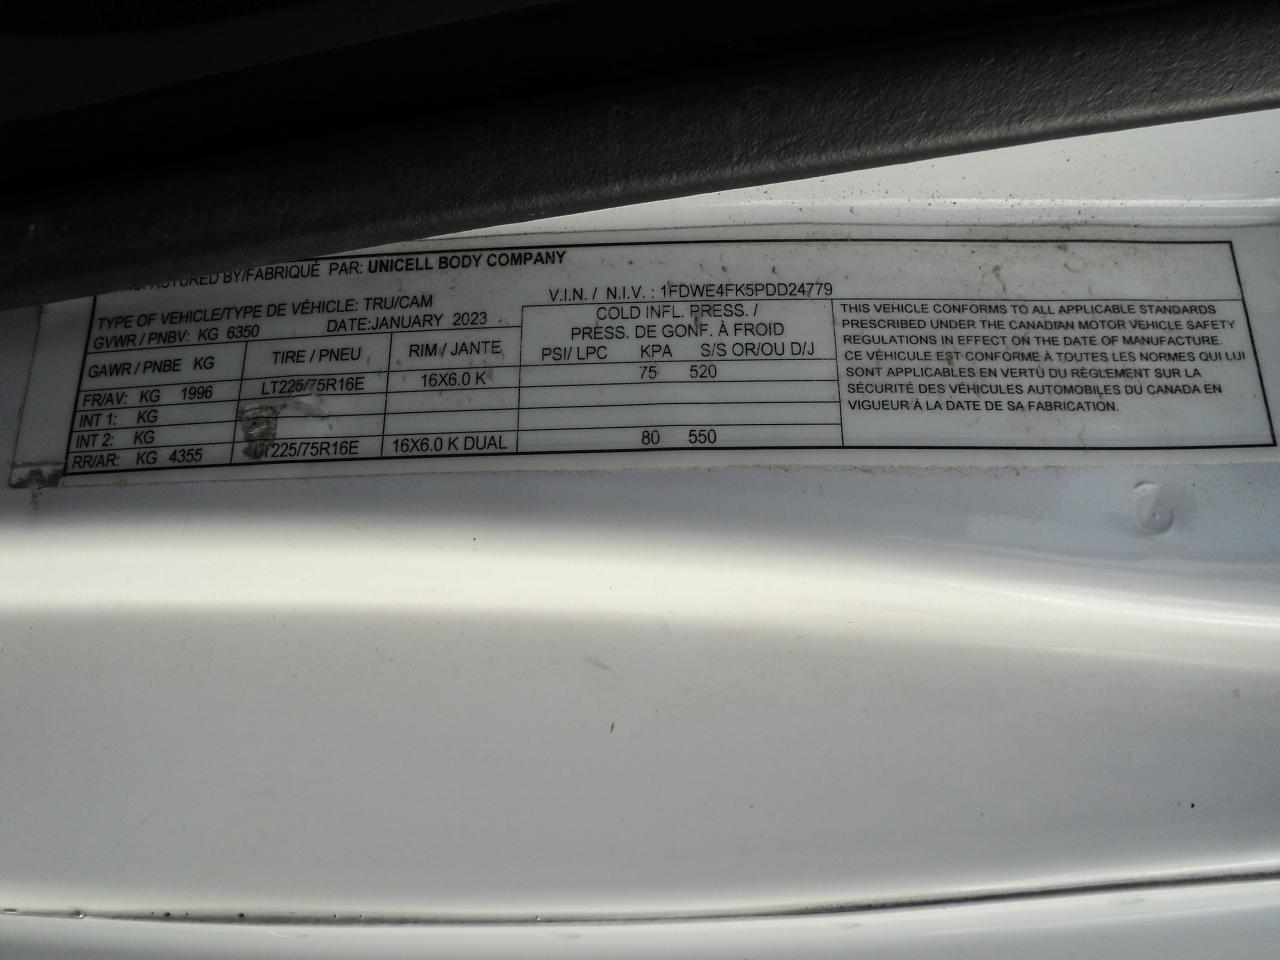 BY/FABRIQUÉ PAR: UNICELL BODY COMPANY
TYPE OF VEHICLE/TYPE DE VÉHICLE: TRU/CAM
V.I.N. / N.I.V. : 1FDWE4FK5PDD24779
GVWR / PNBV: KG 6350 DATE:JANUARY 2023
GAWR / PNBE KG TIRE / PNEU RIM / JANTE
COLD INFL. PRESS. /
PRESS. DE GONF. À FROID
PSI/ LPC KPA S/S OR/OU D/J
FR/AV: KG 1996 LT225/75R16E 16X6.0 K 75 520
INT 1: KG
INT 2: KG
RR/AR: KG 4355 LT225/75R16E 16X6.0 K DUAL 80 550
THIS VEHICLE CONFORMS TO ALL APPLICABLE STANDARDS
PRESCRIBED UNDER THE CANADIAN MOTOR VEHICLE SAFETY
REGULATIONS IN EFFECT ON THE DATE OF MANUFACTURE.
CE VÉHICULE EST CONFORME À TOUTES LES NORMES QUI LUI
SONT APPLICABLES EN VERTU DU RÈGLEMENT SUR LA
SÉCURITÉ DES VÉHICULES AUTOMOBILES DU CANADA EN
VIGUEUR À LA DATE DE SA FABRICATION.